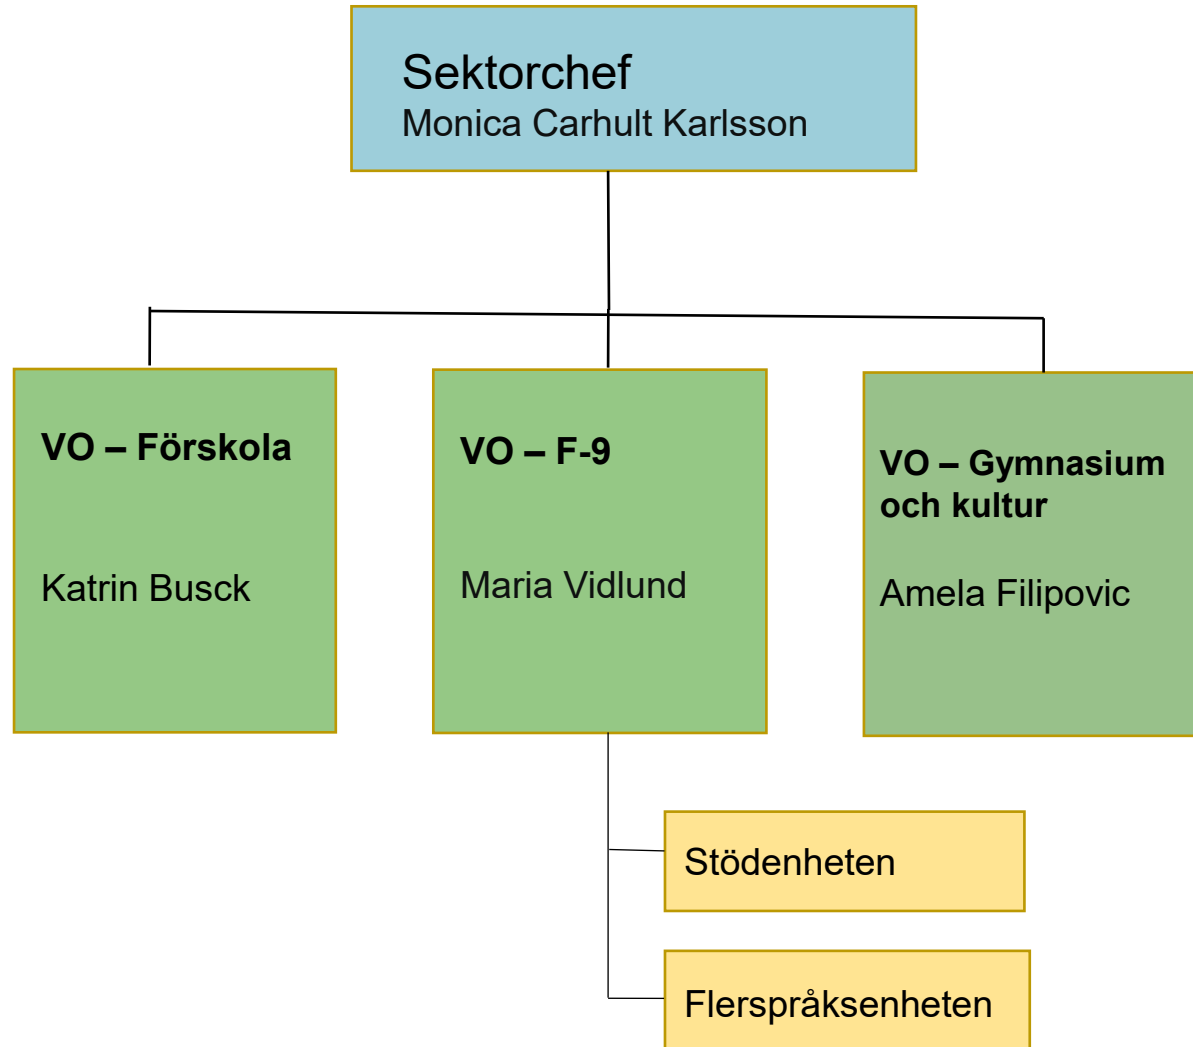 Sektorchef
Monica Carhult Karlsson
VO – Förskola
Katrin Busck
VO – F-9
Maria Vidlund
VO – Gymnasium
och kultur
Amela Filipovic
Stödenheten
Flerspråksenheten